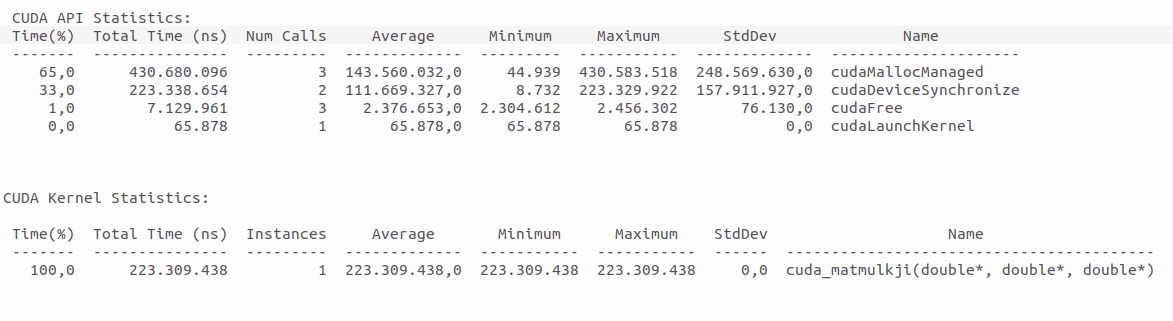 CUDA API Statistics:
Time(%)  Total Time (ns)  Num Calls     Average      Minimum     Maximum       StdDev              Name
-------  ---------------  ---------  -------------  ----------  -----------  -------------  ---------------------
   65,0      430.680.096          3  143.560.032,0      44.939  430.583.518  248.569.630,0  cudaMallocManaged
   33,0      223.338.654          2  111.669.327,0       8.732  223.329.922  157.911.927,0  cudaDeviceSynchronize
    1,0        7.129.961          3    2.376.653,0   2.304.612    2.456.302       76.130,0  cudaFree
    0,0           65.878          1       65.878,0      65.878       65.878            0,0  cudaLaunchKernel
CUDA Kernel Statistics:
Time(%)  Total Time (ns)  Instances     Average       Minimum      Maximum    StdDev                    Name
-------  ---------------  ---------  -------------  -----------  -----------  ------  -----------------------------------------
  100,0      223.309.438          1  223.309.438,0  223.309.438  223.309.438     0,0  cuda_matmulkji(double*, double*, double*)